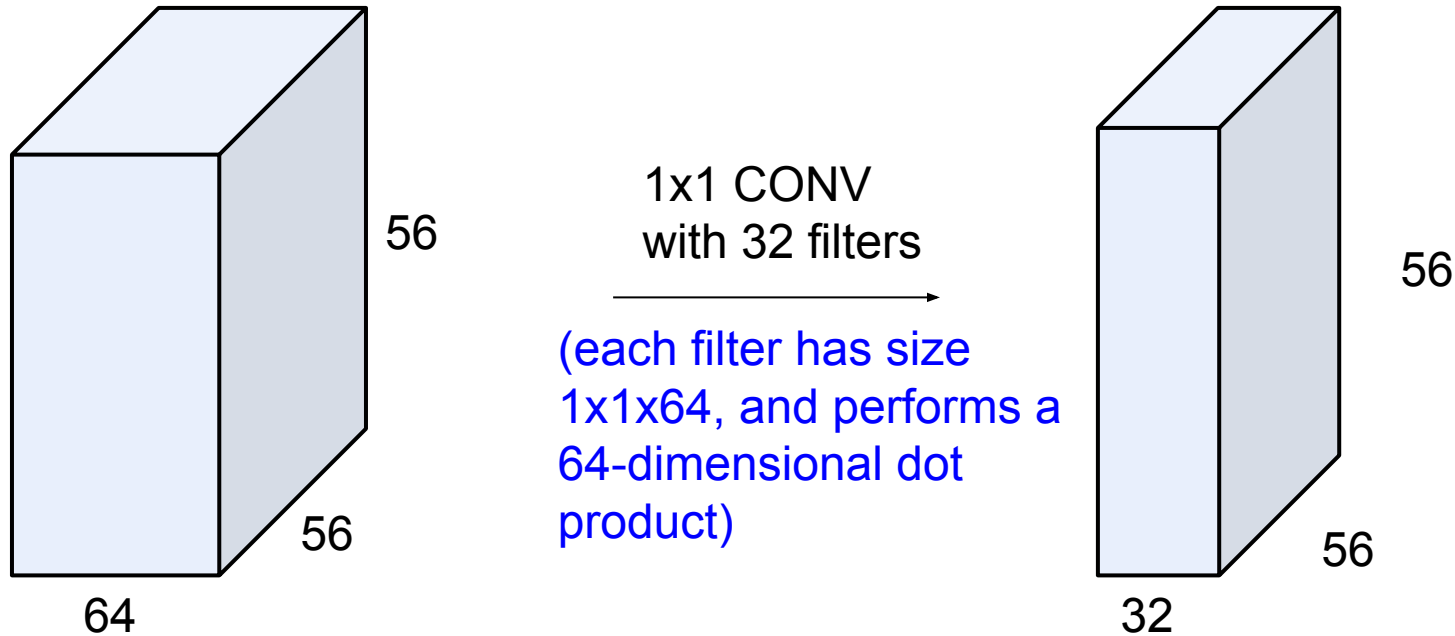 56
56
64
1x1 CONV
with 32 filters
(each filter has size
1x1x64, and performs a
64-dimensional dot
product)
56
56
32